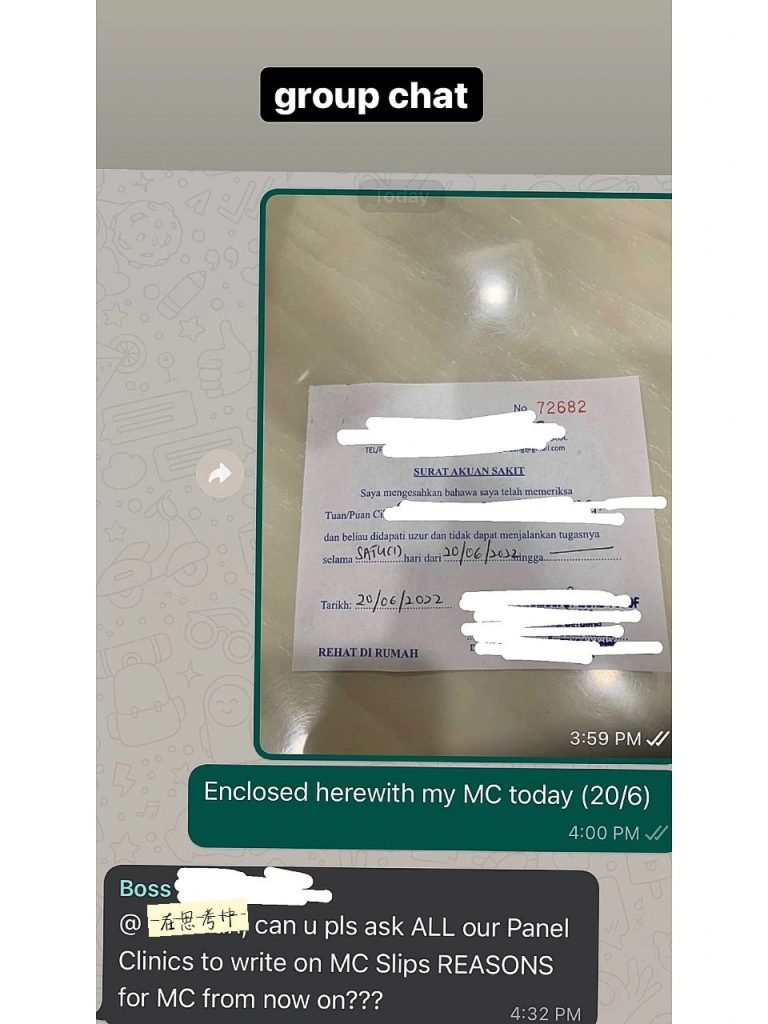 group chat
Today
No. 72682
TEL/F
@gmail.com
SURAT AKUAN SAKIT
Saya mengesahkan bahawa saya telah memeriksa
Tuan/Puan
dan beliau didapati uzur dan tidak dapat menjalankan tugasnya
selama SATU(1) hari dari 20/06/2022 hingga
Tarikh: 20/06/2022
REHAT DI RUMAH
3:59 PM
Enclosed herewith my MC today (20/6)
4:00 PM
Boss
@ 在思考中, can u pls ask ALL our Panel
Clinics to write on MC Slips REASONS
for MC from now on???
4:32 PM